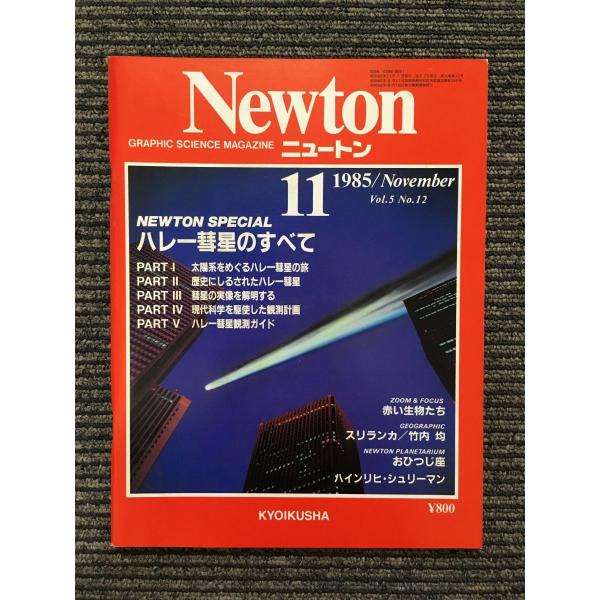 Newton
GRAPHIC SCIENCE MAGAZINE ニュートン
11 1985/November
Vol.5 No.12
NEWTON SPECIAL
ハレー彗星のすべて
PART I 太陽系をめぐるハレー彗星の旅
PART II 歴史にしるされたハレー彗星
PART III 彗星の実像を解明する
PART IV 現代科学を駆使した観測計画
PART V ハレー彗星観測ガイド
ZOOM & FOCUS
赤い生物たち
GEOGRAPHIC
スリランカ/竹内 均
NEWTON PLANETARIUM
おひつじ座
ハインリヒ・シュリーマン
¥800
KYOIKUSHA